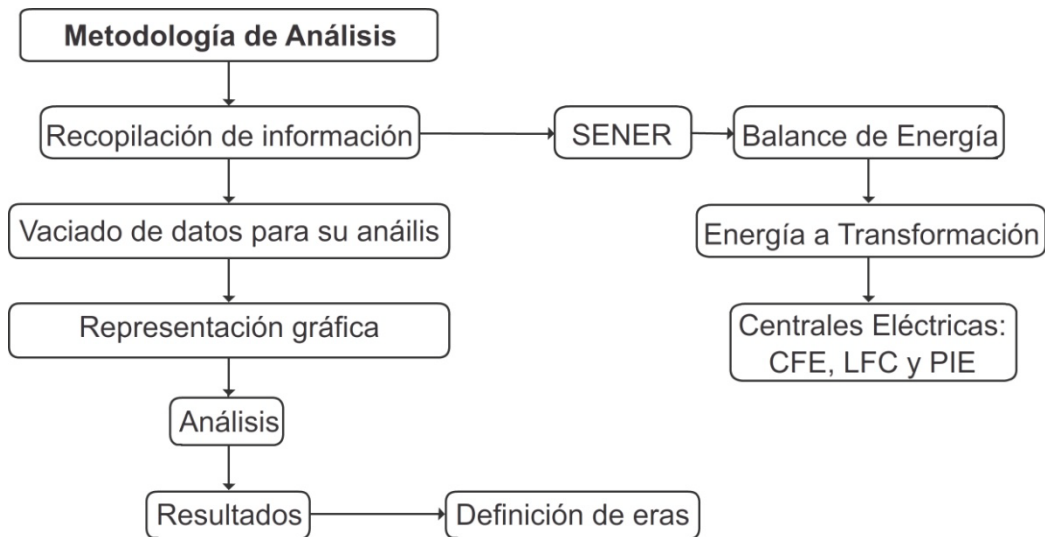 Metodología de Análisis
Recopilación de información
SENER
Balance de Energía
Vaciado de datos para su anáilis
Energía a Transformación
Representación gráfica
Centrales Eléctricas:
CFE, LFC y PIE
Análisis
Resultados
Definición de eras